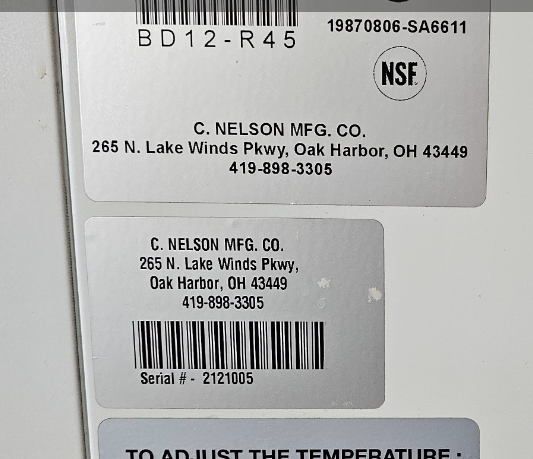 BD12-R45
19870806-SA6611
NSF
C. NELSON MFG. CO.
265 N. Lake Winds Pkwy, Oak Harbor, OH 43449
419-898-3305
C. NELSON MFG. CO.
265 N. Lake Winds Pkwy,
Oak Harbor, OH 43449
419-898-3305
Serial # - 2121005
TO ADJUST THE TEMPERATURE :